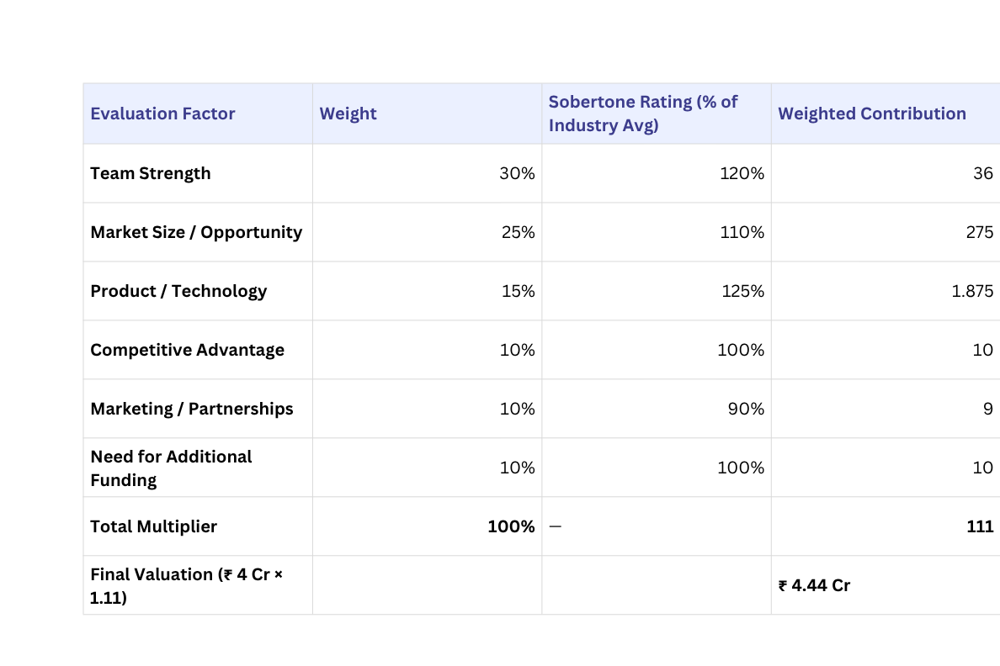 Evaluation Factor
Weight
Sobertone Rating (% of
Industry Avg)
Weighted Contribution
Team Strength
30%
120%
36
Market Size / Opportunity
25%
110%
275
Product / Technology
15%
125%
1.875
Competitive Advantage
10%
100%
10
Marketing / Partnerships
10%
90%
9
Need for Additional
Funding
10%
100%
10
Total Multiplier
100%
—
111
Final Valuation (₹ 4 Cr ×
1.11)
₹ 4.44 Cr